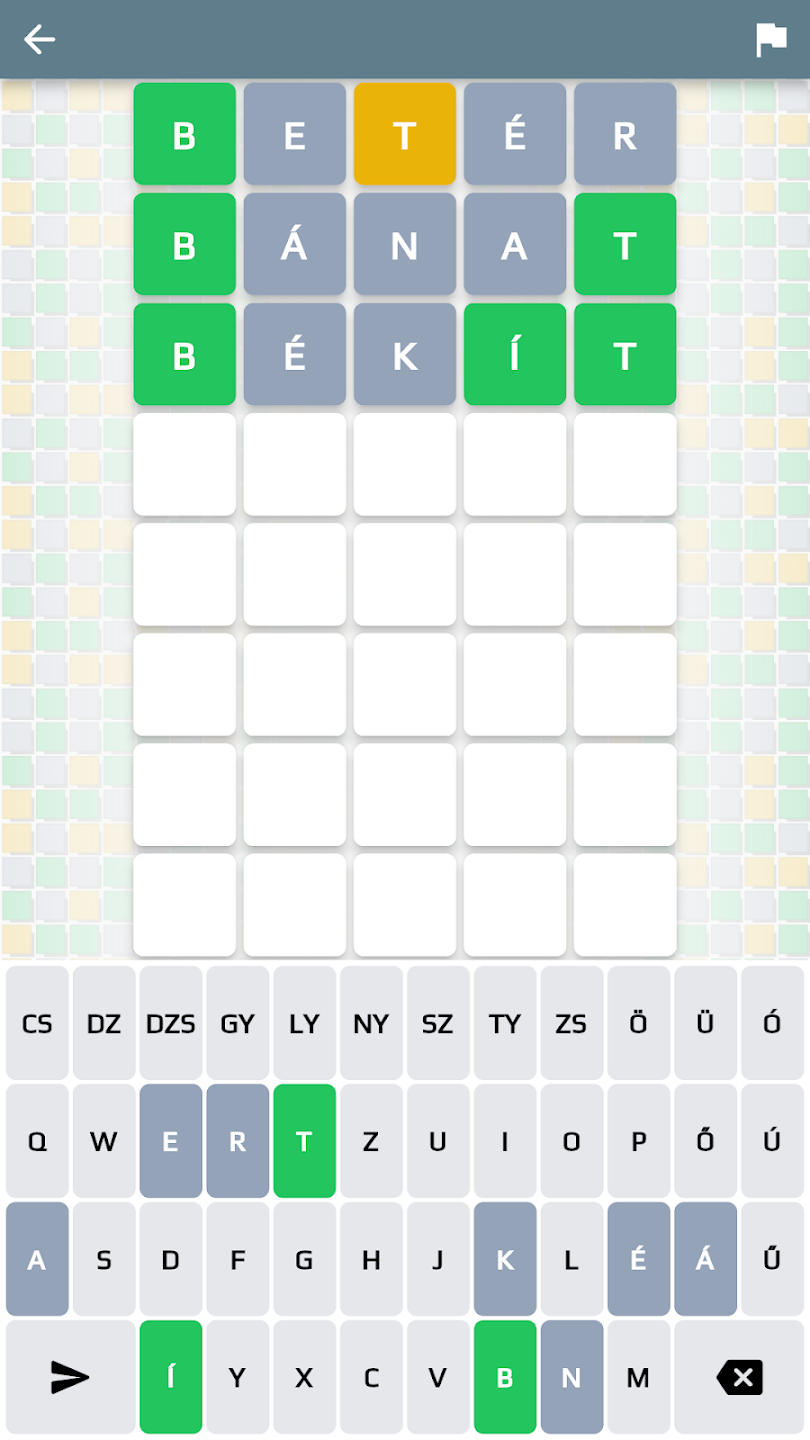 B E T É R
B Á N A T
B É K Í T
CS DZ DZS GY LY NY SZ TY ZS Ö Ü Ó
Q W E R T Z U I O P Ő Ú
A S D F G H J K L É Á Ű
Í Y X C V B N M